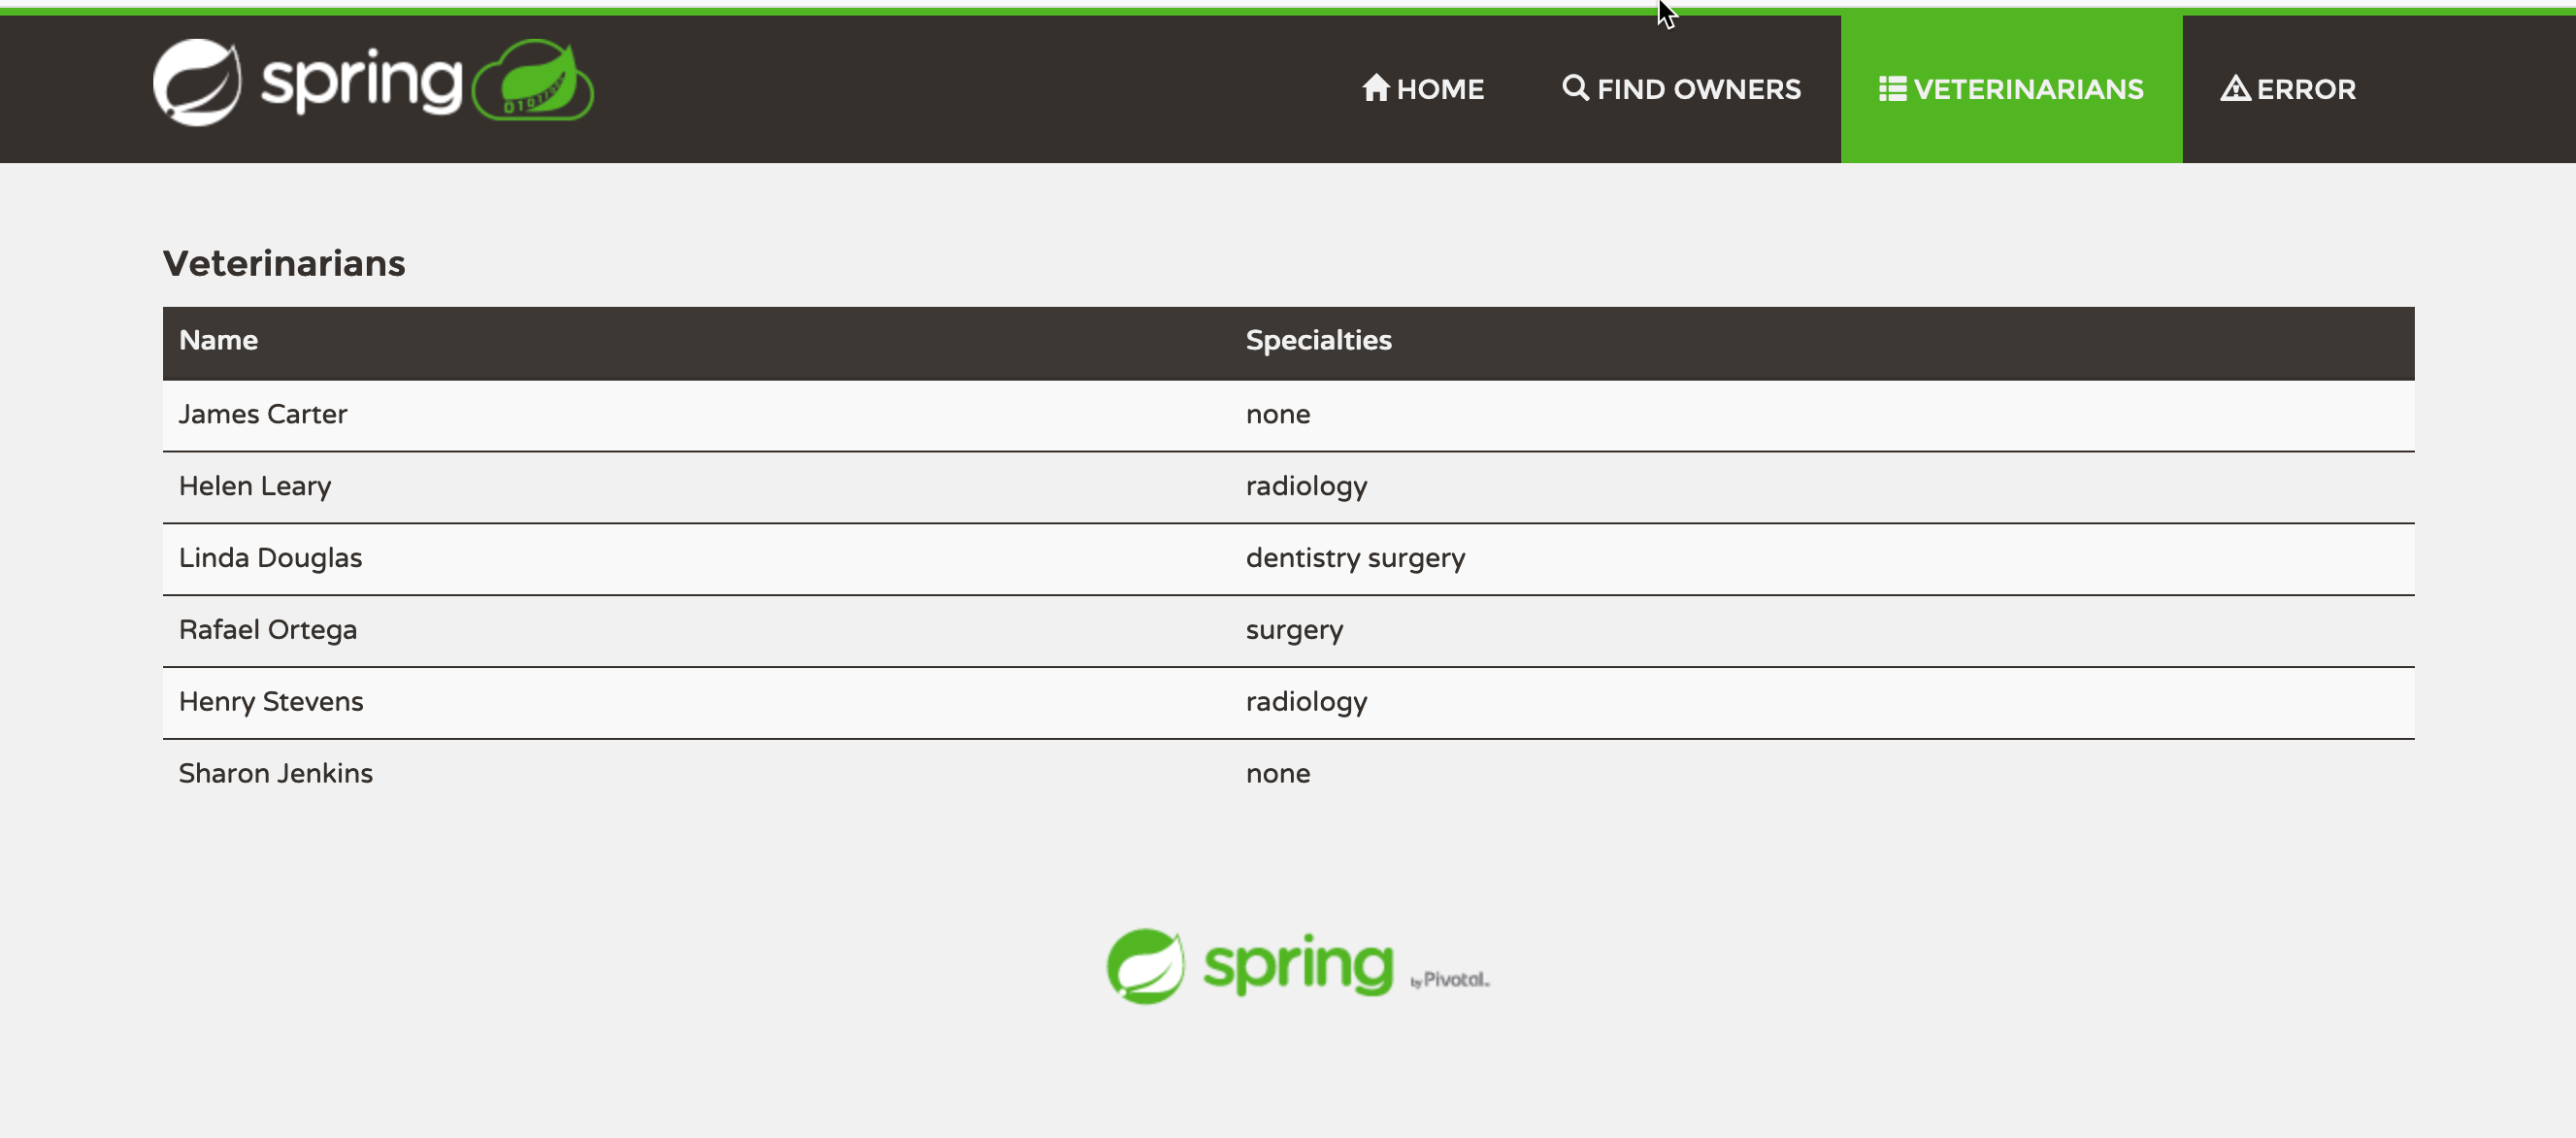 spring HOME FIND OWNERS VETERINARIANS ERROR
Veterinarians
Name Specialties
James Carter none
Helen Leary radiology
Linda Douglas dentistry surgery
Rafael Ortega surgery
Henry Stevens radiology
Sharon Jenkins none
spring by Pivotal.